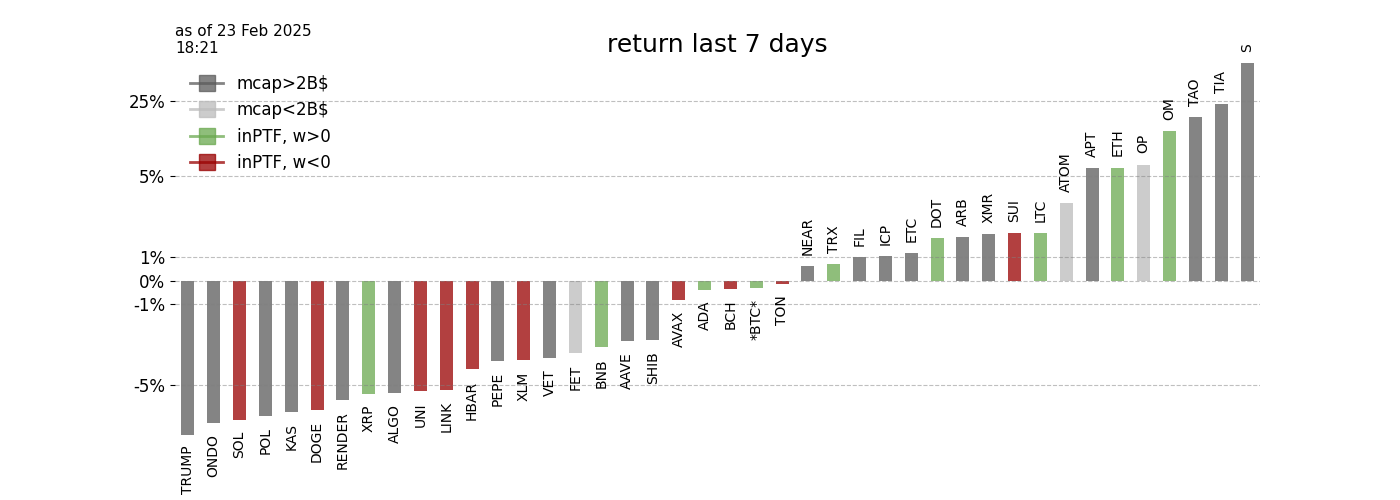 as of 23 Feb 2025
18:21
return last 7 days
mcap>2B$
mcap<2B$
inPTF, w>0
inPTF, w<0
25%
5%
1%
0%
-1%
-5%
TRUMP
ONDO
SOL
POL
KAS
DOGE
RENDER
XRP
ALGO
UNI
LINK
HBAR
PEPE
XLM
VET
FET
BNB
AAVE
SHIB
AVAX
ADA
BCH
*BTC*
TON
NEAR
TRX
FIL
ICP
ETC
DOT
ARB
XMR
SUI
LTC
ATOM
APT
ETH
OP
OM
TAO
TIA
S